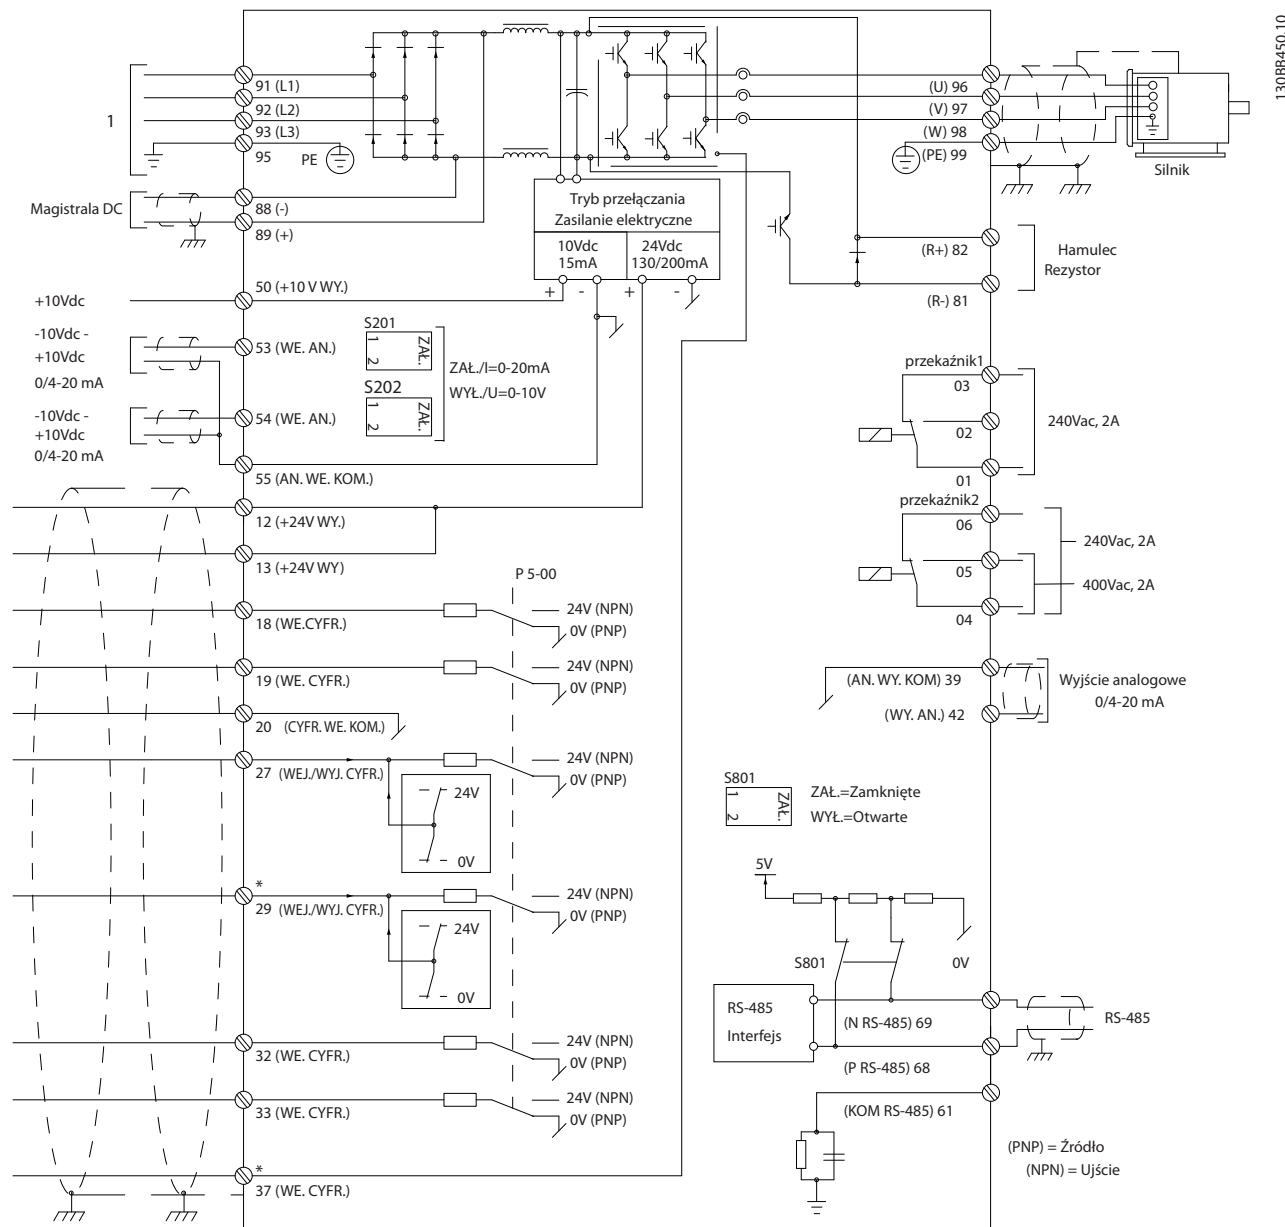 130BB450.10
1
91 (L1)
92 (L2)
93 (L3)
95
PE
Magistrala DC
88 (-)
89 (+)
50 (+10 V WY.)
+10Vdc
-10Vdc -
+10Vdc
0/4-20 mA
53 (WE. AN.)
-10Vdc -
+10Vdc
0/4-20 mA
54 (WE. AN.)
55 (AN. WE. KOM.)
12 (+24V WY.)
13 (+24V WY)
18 (WE.CYFR.)
19 (WE. CYFR.)
20 (CYFR. WE. KOM.)
27 (WEJ./WYJ. CYFR.)
*
29 (WEJ./WYJ. CYFR.)
32 (WE. CYFR.)
33 (WE. CYFR.)
*
37 (WE. CYFR.)
S201
1
2
ZAŁ.
S202
1
2
ZAŁ.
ZAŁ./I=0-20mA
WYŁ./U=0-10V
Tryb przełączania
Zasilanie elektryczne
10Vdc
15mA
24Vdc
130/200mA
+
-
+
-
P 5-00
24V (NPN)
0V (PNP)
24V (NPN)
0V (PNP)
24V (NPN)
0V (PNP)
24V
0V
24V (NPN)
0V (PNP)
24V
0V
24V (NPN)
0V (PNP)
24V (NPN)
0V (PNP)
(U) 96
(V) 97
(W) 98
(PE) 99
Silnik
(R+) 82
Hamulec
Rezystor
(R-) 81
przekaźnik1
03
02
01
240Vac, 2A
przekaźnik2
06
05
04
240Vac, 2A
400Vac, 2A
(AN. WY. KOM) 39
(WY. AN.) 42
Wyjście analogowe
0/4-20 mA
S801
1
2
ZAŁ.
ZAŁ.=Zamknięte
WYŁ.=Otwarte
5V
S801
0V
RS-485
Interfejs
(N RS-485) 69
(P RS-485) 68
RS-485
(KOM RS-485) 61
(PNP) = Źródło
(NPN) = Ujście